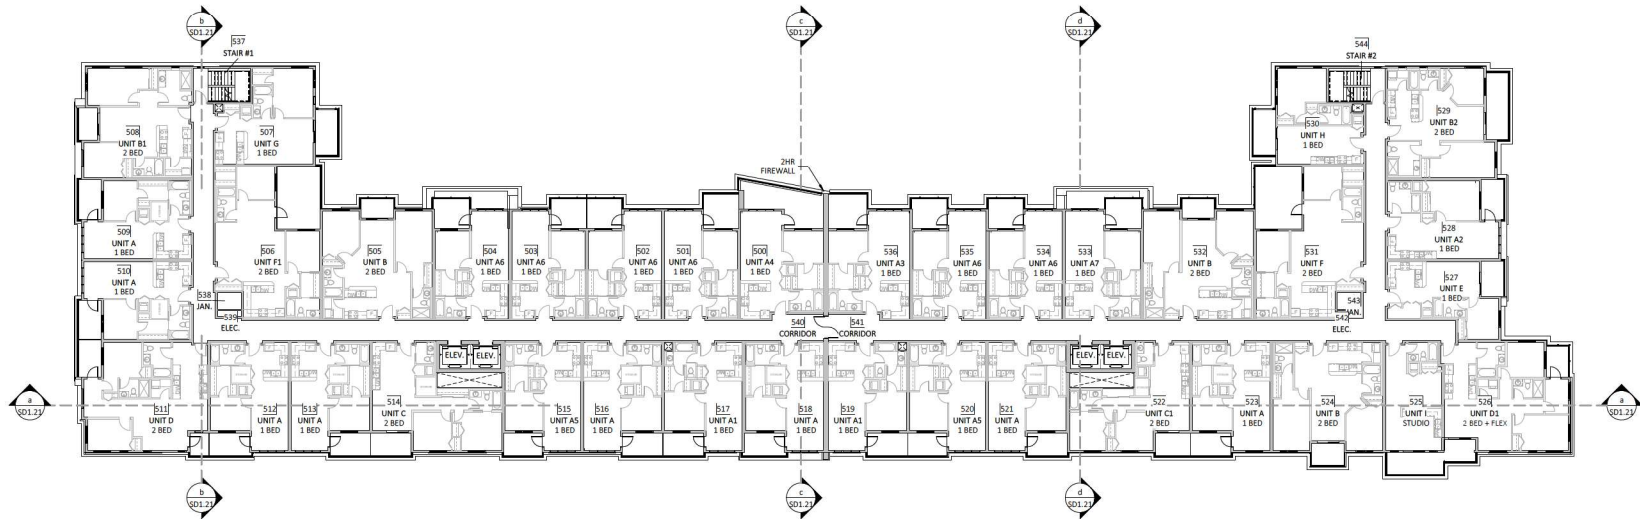 b
SD1.21
c
SD1.21
d
SD1.21
537
STAIR #1
544
STAIR #2
508
UNIT B1
2 BED
507
UNIT G
1 BED
530
UNIT H
1 BED
529
UNIT B2
2 BED
2HR
FIREWALL
509
UNIT A
1 BED
510
UNIT A
1 BED
506
UNIT F1
2 BED
505
UNIT B
2 BED
504
UNIT A6
1 BED
503
UNIT A6
1 BED
502
UNIT A6
1 BED
501
UNIT A6
1 BED
500
UNIT A4
1 BED
536
UNIT A3
1 BED
535
UNIT A6
1 BED
534
UNIT A6
1 BED
533
UNIT A7
1 BED
532
UNIT B
2 BED
531
UNIT F
2 BED
528
UNIT A2
1 BED
527
UNIT E
1 BED
538
JAN.
539
ELEC.
540
CORRIDOR
541
CORRIDOR
543
JAN.
542
ELEC.
ELEV.
ELEV.
ELEV.
ELEV.
a
SD1.21
511
UNIT D
2 BED
512
UNIT A
1 BED
513
UNIT A
1 BED
514
UNIT C
2 BED
515
UNIT A5
1 BED
516
UNIT A
1 BED
517
UNIT A1
1 BED
518
UNIT A
1 BED
519
UNIT A1
1 BED
520
UNIT A5
1 BED
521
UNIT A
1 BED
522
UNIT C1
2 BED
523
UNIT A
1 BED
524
UNIT B
2 BED
525
UNIT I
STUDIO
526
UNIT D1
2 BED + FLEX
a
SD1.21
b
SD1.21
c
SD1.21
d
SD1.21